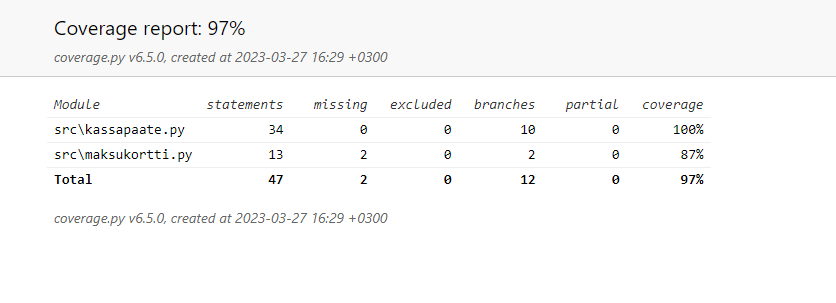 Coverage report: 97%
coverage.py v6.5.0, created at 2023-03-27 16:29 +0300
Module statements missing excluded branches partial coverage
src\kassapaate.py 34 0 0 10 0 100%
src\maksukortti.py 13 2 0 2 0 87%
Total 47 2 0 12 0 97%
coverage.py v6.5.0, created at 2023-03-27 16:29 +0300